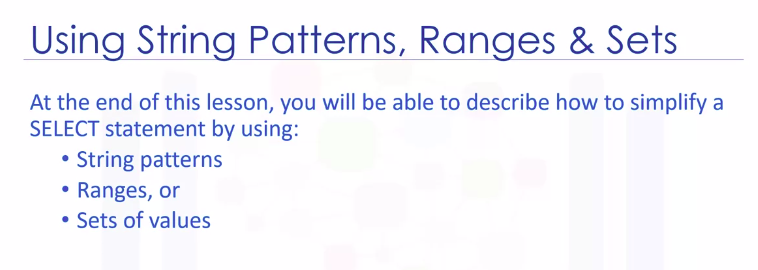 Using String Patterns, Ranges & Sets
At the end of this lesson, you will be able to describe how to simplify a
SELECT statement by using:
• String patterns
• Ranges, or
• Sets of values